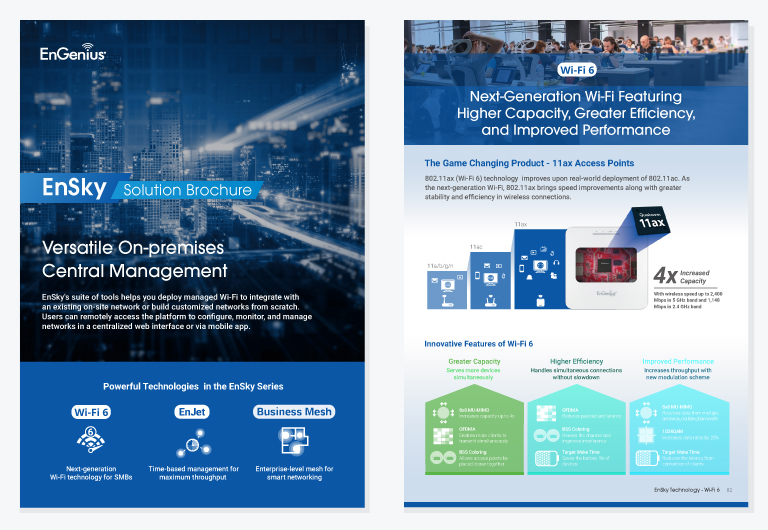 EnGenius
EnSky Solution Brochure
Versatile On-premises
Central Management
EnSky's suite of tools helps you deploy managed Wi-Fi to integrate with
an existing on-site network or build customized networks from scratch.
Users can remotely access the platform to configure, monitor, and manage
networks in a centralized web interface or via mobile app.
Powerful Technologies in the EnSky Series
Wi-Fi 6
EnJet
Business Mesh
6
Next-generation
Wi-Fi technology for SMBs
Time-based management for
maximum throughput
Enterprise-level mesh for
smart networking
Wi-Fi 6
Next-Generation Wi-Fi Featuring
Higher Capacity, Greater Efficiency,
and Improved Performance
The Game Changing Product - 11ax Access Points
802.11ax (Wi-Fi 6) technology improves upon real-world deployment of 802.11ac. As
the next-generation Wi-Fi, 802.11ax brings speed improvements along with greater
stability and efficiency in wireless connections.
11a/b/g/n
11ac
11ax
Qualcomm
11ax
EnGenius
4x Increased
Capacity
With wireless speed up to 2,400
Mbps in 5 GHz band and 1,148
Mbps in 2.4 GHz band
Innovative Features of Wi-Fi 6
Greater Capacity
Serves more devices
simultaneously
Higher Efficiency
Handles simultaneous connections
without slowdown
Improved Performance
Increases throughput with
new modulation scheme
8x8 MU-MIMO
OFDMA
BSS Coloring
OFDMA
BSS Coloring
Target Wake Time
8x8 MU-MIMO
1024QAM
Target Wake Time
EnSky Technology - Wi-Fi 6 02